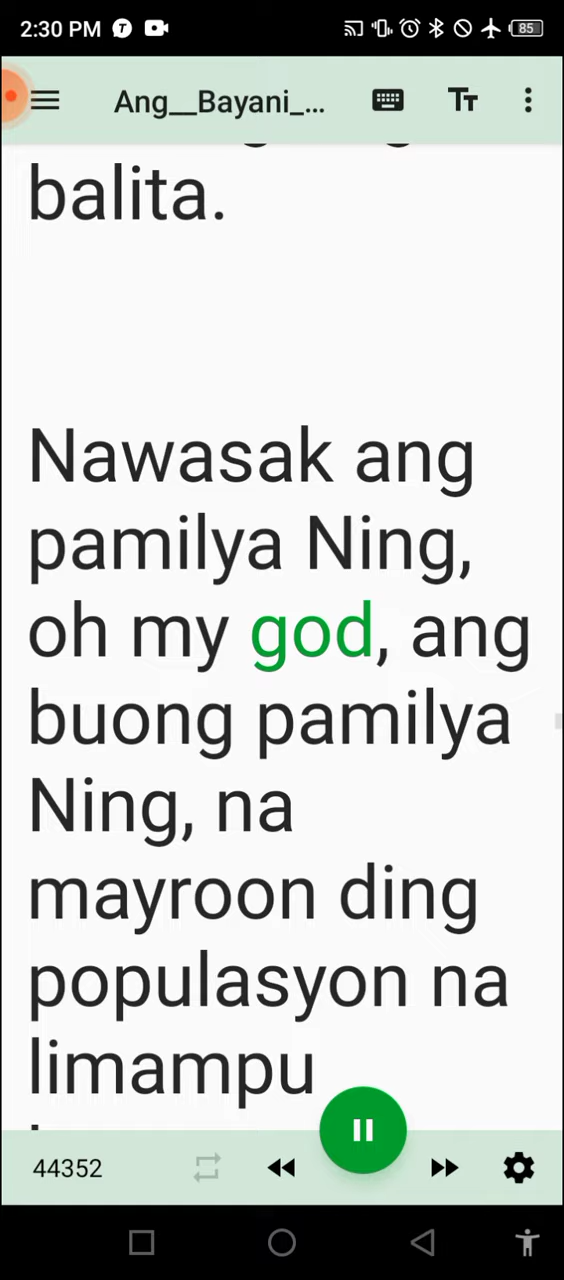 2:30 PM
85
Ang__Bayani_...
balita.
Nawasak ang
pamilya Ning,
oh my god, ang
buong pamilya
Ning, na
mayroon ding
populasyon na
limampu
44352